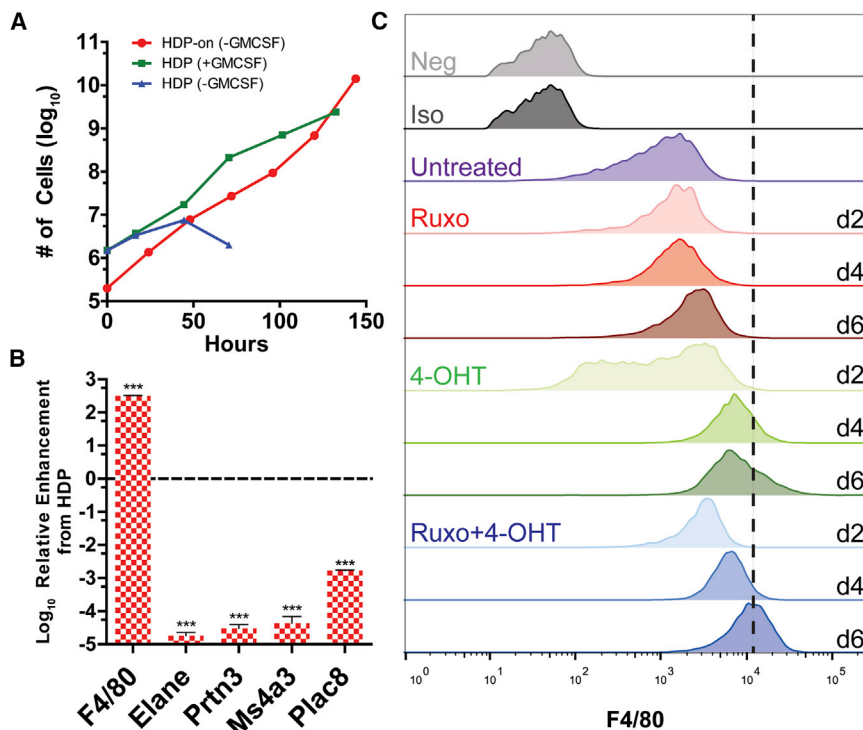 A
HDP-on (-GMCSF)
HDP (+GMCSF)
HDP (-GMCSF)
# of Cells (log10)
11
10
9
8
7
6
5
0
50
100
150
Hours
B
Log10 Relative Enhancement
from HDP
3
2
1
0
-1
-2
-3
-4
-5
***
***
***
***
***
F4/80
Elane
Prtn3
Ms4a3
Plac8
C
Neg
Iso
Untreated
Ruxo
d2
d4
d6
4-OHT
d2
d4
d6
Ruxo+4-OHT
d2
d4
d6
10^0
10^1
10^2
10^3
10^4
10^5
F4/80